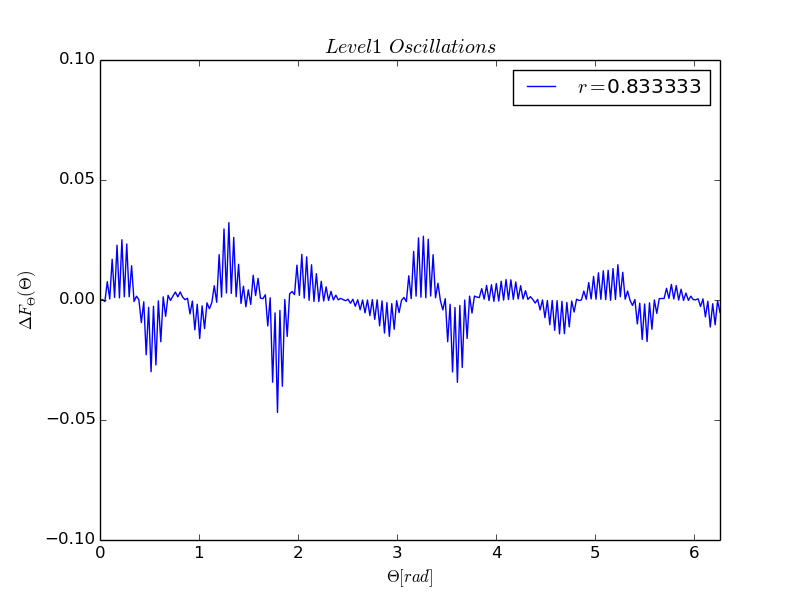 Level1 Oscillations
r=0.833333
0.10
0.05
0.00
−0.05
−0.10
ΔF_Θ(Θ)
0 1 2 3 4 5 6
Θ[rad]